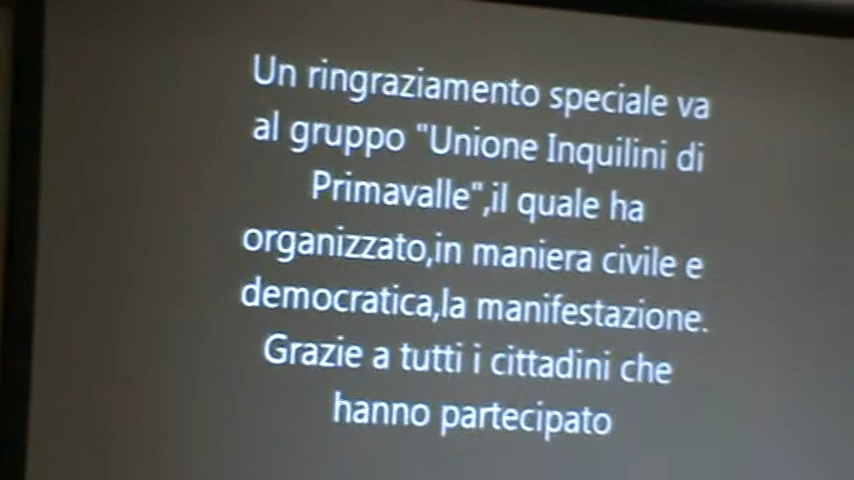 Un ringraziamento speciale va
al gruppo "Unione Inquilini di
Primavalle",il quale ha
organizzato,in maniera civile e
democratica,la manifestazione.
Grazie a tutti i cittadini che
hanno partecipato